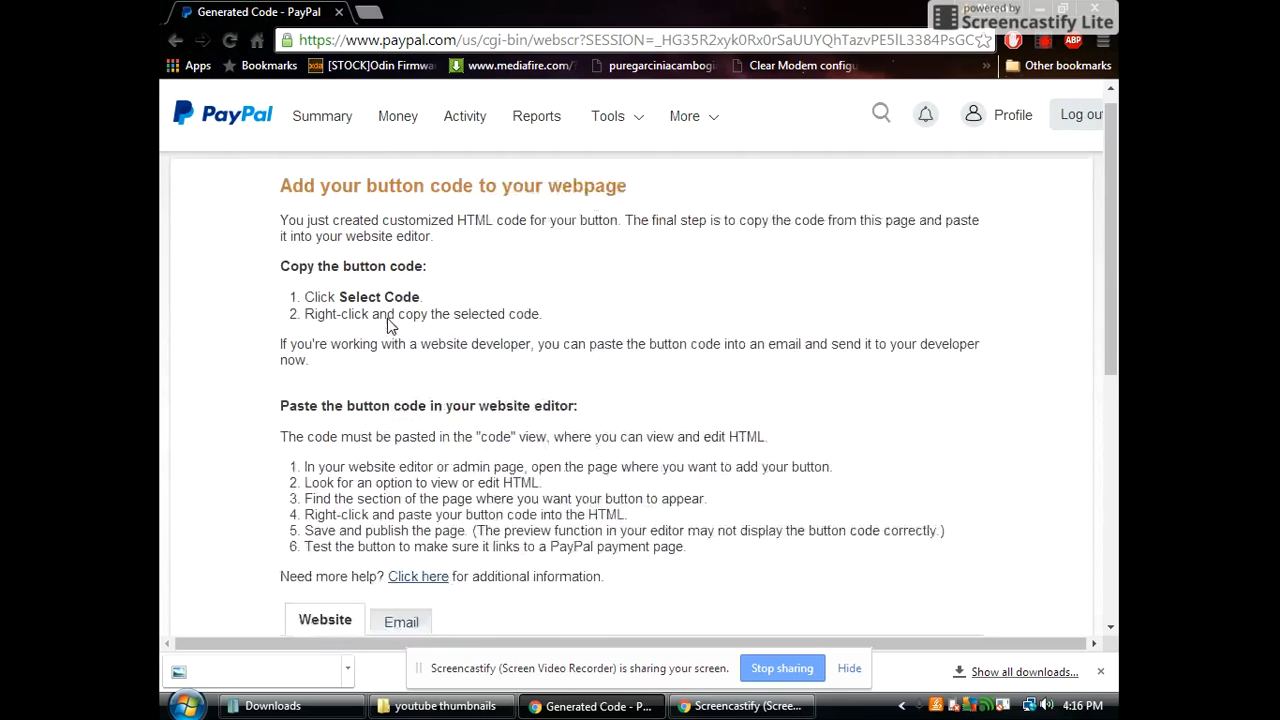 Generated Code - PayPal
powered by
Screencastify Lite
https://www.paypal.com/us/cgi-bin/webscr?SESSION=
Apps
Bookmarks
[STOCK]Odin Firmwa
www.mediafire.com/?
puregarciniacambogi
Clear Modem configu
»
Other bookmarks
PayPal
Summary
Money
Activity
Reports
Tools
More
Profile
Log ou
Add your button code to your webpage
You just created customized HTML code for your button. The final step is to copy the code from this page and paste
it into your website editor.
Copy the button code:
1. Click Select Code.
2. Right-click and copy the selected code.
If you're working with a website developer, you can paste the button code into an email and send it to your developer
now.
Paste the button code in your website editor:
The code must be pasted in the "code" view, where you can view and edit HTML.
1. In your website editor or admin page, open the page where you want to add your button.
2. Look for an option to view or edit HTML.
3. Find the section of the page where you want your button to appear.
4. Right-click and paste your button code into the HTML.
5. Save and publish the page. (The preview function in your editor may not display the button code correctly.)
6. Test the button to make sure it links to a PayPal payment page.
Need more help? Click here for additional information.
Website
Email
Screencastify (Screen Video Recorder) is sharing your screen.
Stop sharing
Hide
Show all downloads...
Downloads
youtube thumbnails
Generated Code - P...
Screencastify (Scree...
4:16 PM
ABP